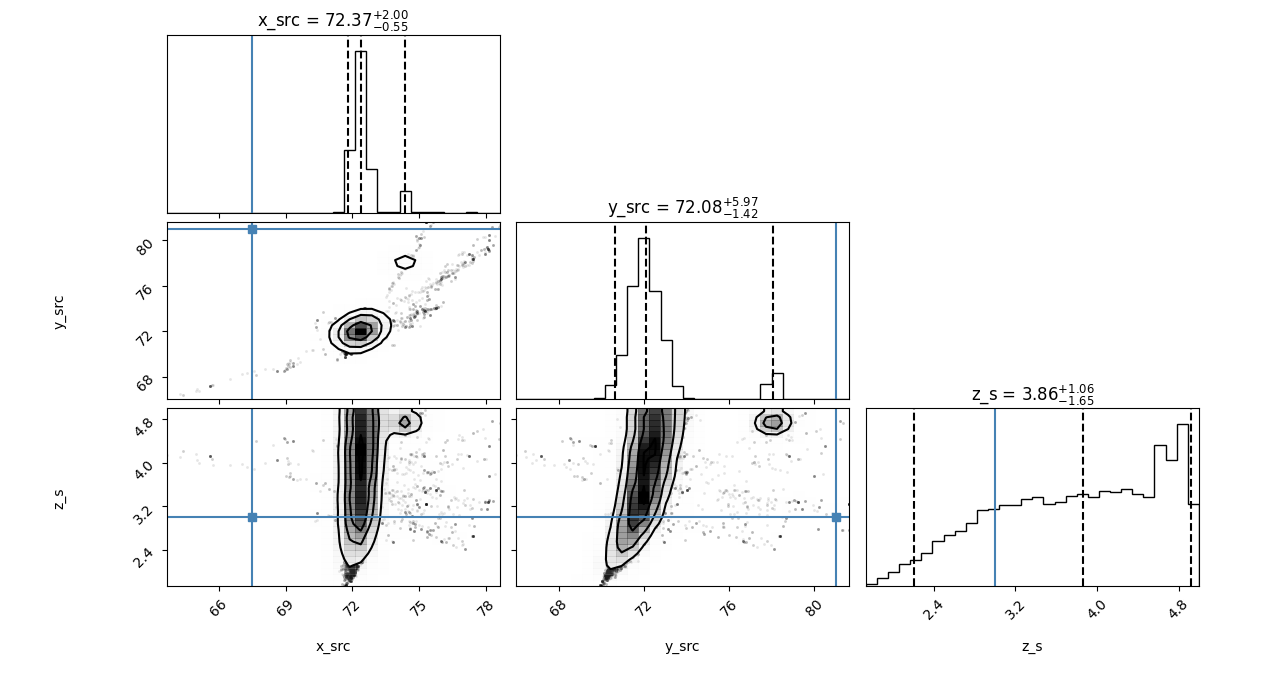 x_src = 72.37+2.00−0.55
y_src = 72.08+5.97−1.42
z_s = 3.86+1.06−1.65
80
76
72
68
y_src
4.8
4.0
3.2
2.4
z_s
66 69 72 75 78
x_src
68 72 76 80
y_src
2.4 3.2 4.0 4.8
z_s